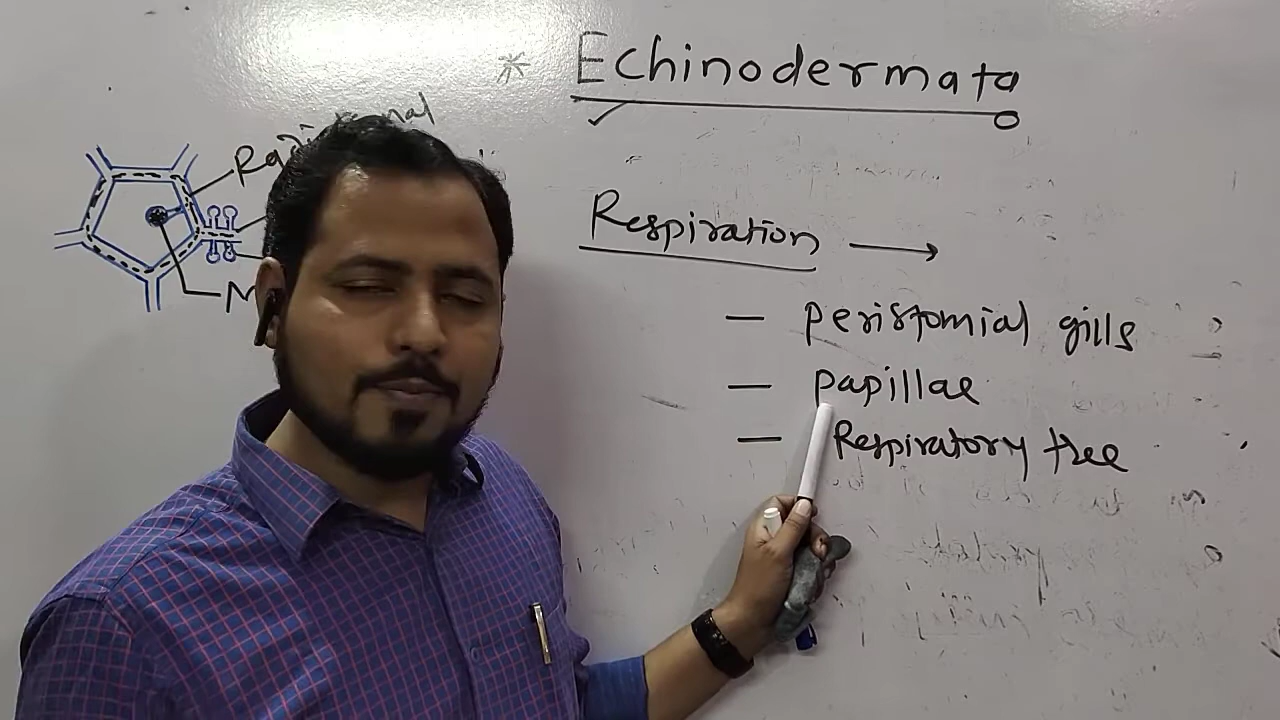 * Echinodermata
Respiration →
— peristomial gills
— papillae
— Respiratory tree